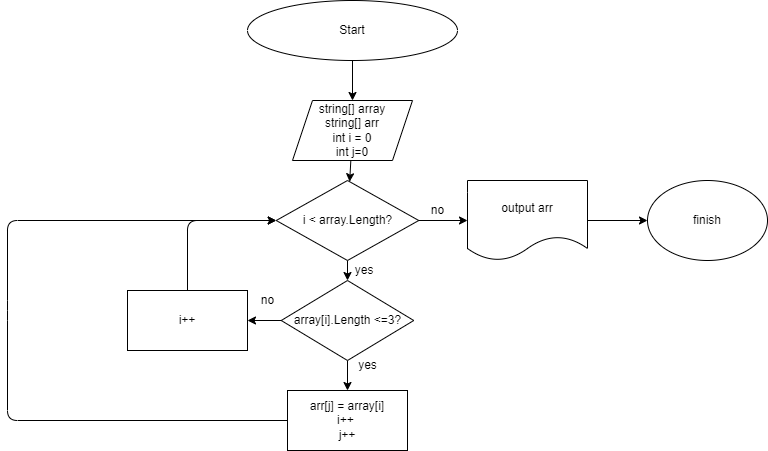 Start
string[] array
string[] arr
int i = 0
int j=0
i < array.Length?
no
output arr
finish
yes
array[i].Length <=3?
no
i++
yes
arr[j] = array[i]
i++
j++